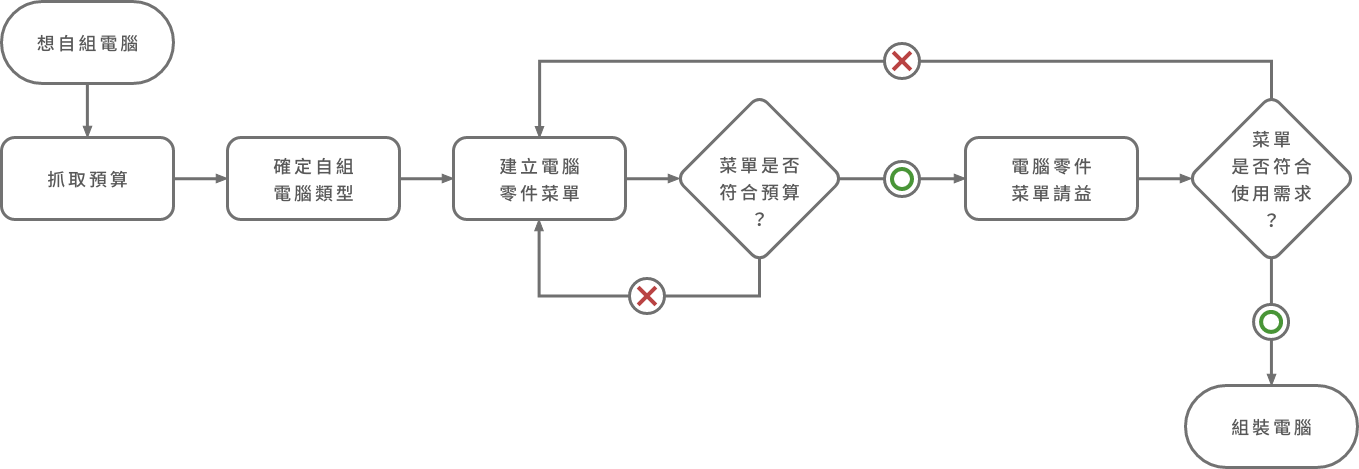 想自組電腦
抓取預算
確定自組
電腦類型
建立電腦
零件菜單
菜單是否
符合預算
？
電腦零件
菜單請益
菜單
是否符合
使用需求
？
組裝電腦